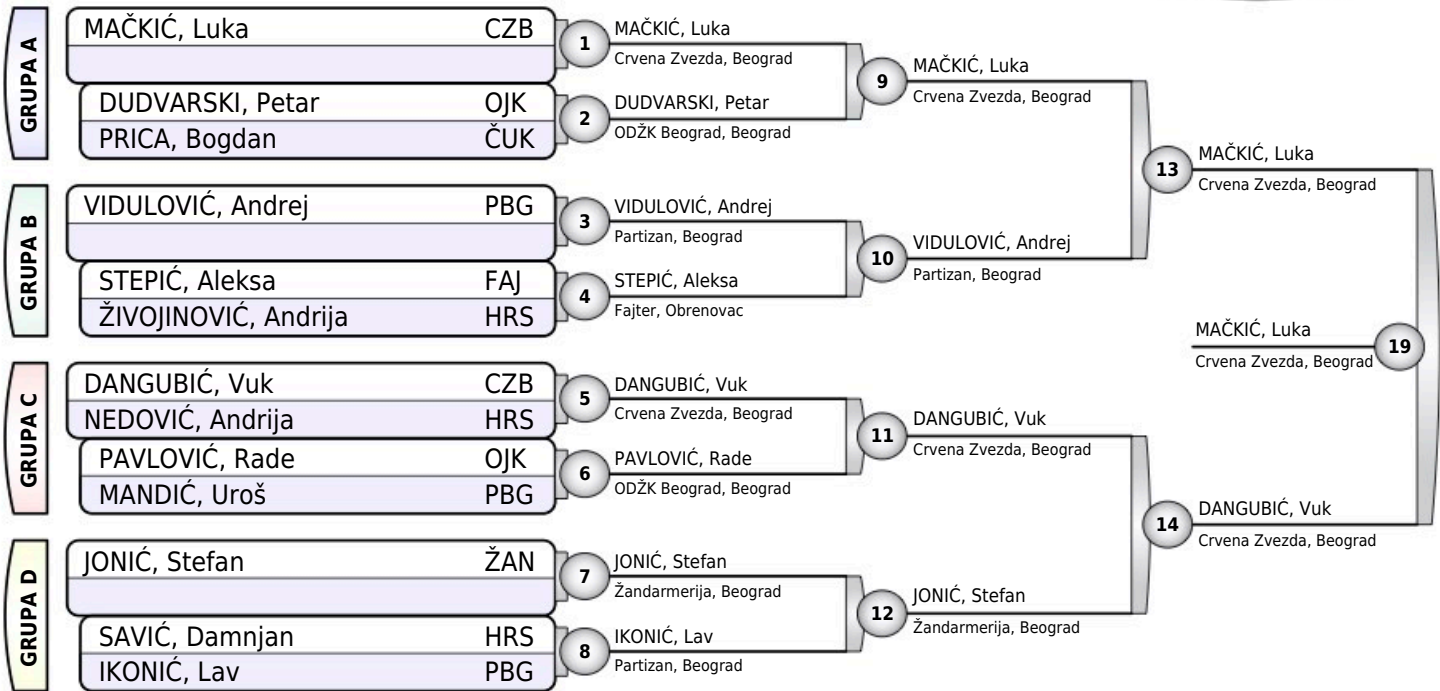 GRUPA A
MAČKIĆ, Luka CZB
DUDVARSKI, Petar OJK
PRICA, Bogdan ČUK
GRUPA B
VIDULOVIĆ, Andrej PBG
STEPIĆ, Aleksa FAJ
ŽIVOJINOVIĆ, Andrija HRS
GRUPA C
DANGUBIĆ, Vuk CZB
NEDOVIĆ, Andrija HRS
PAVLOVIĆ, Rade OJK
MANDIĆ, Uroš PBG
GRUPA D
JONIĆ, Stefan ŽAN
SAVIĆ, Damnjan HRS
IKONIĆ, Lav PBG
1
MAČKIĆ, Luka
Crvena Zvezda, Beograd
2
DUDVARSKI, Petar
ODŽK Beograd, Beograd
3
VIDULOVIĆ, Andrej
Partizan, Beograd
4
STEPIĆ, Aleksa
Fajter, Obrenovac
5
DANGUBIĆ, Vuk
Crvena Zvezda, Beograd
6
PAVLOVIĆ, Rade
ODŽK Beograd, Beograd
7
JONIĆ, Stefan
Žandarmerija, Beograd
8
IKONIĆ, Lav
Partizan, Beograd
9
MAČKIĆ, Luka
Crvena Zvezda, Beograd
10
VIDULOVIĆ, Andrej
Partizan, Beograd
11
DANGUBIĆ, Vuk
Crvena Zvezda, Beograd
12
JONIĆ, Stefan
Žandarmerija, Beograd
13
MAČKIĆ, Luka
Crvena Zvezda, Beograd
14
DANGUBIĆ, Vuk
Crvena Zvezda, Beograd
MAČKIĆ, Luka
Crvena Zvezda, Beograd
19